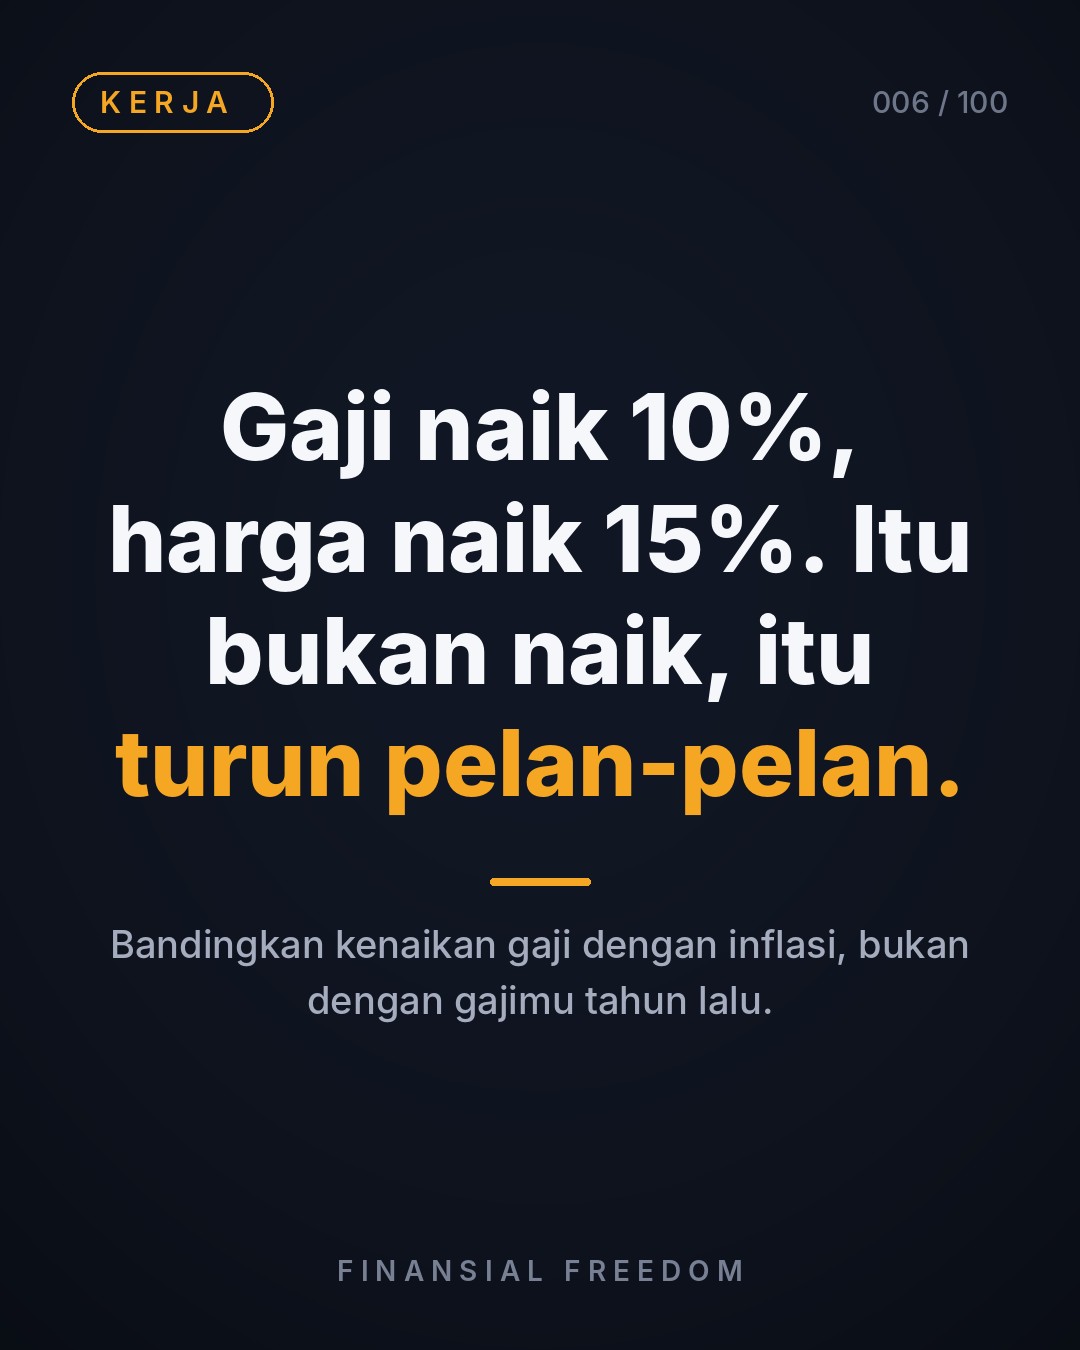 KERJA
006 / 100
Gaji naik 10%,
harga naik 15%. Itu
bukan naik, itu
turun pelan-pelan.
Bandingkan kenaikan gaji dengan inflasi, bukan
dengan gajimu tahun lalu.
FINANSIAL FREEDOM